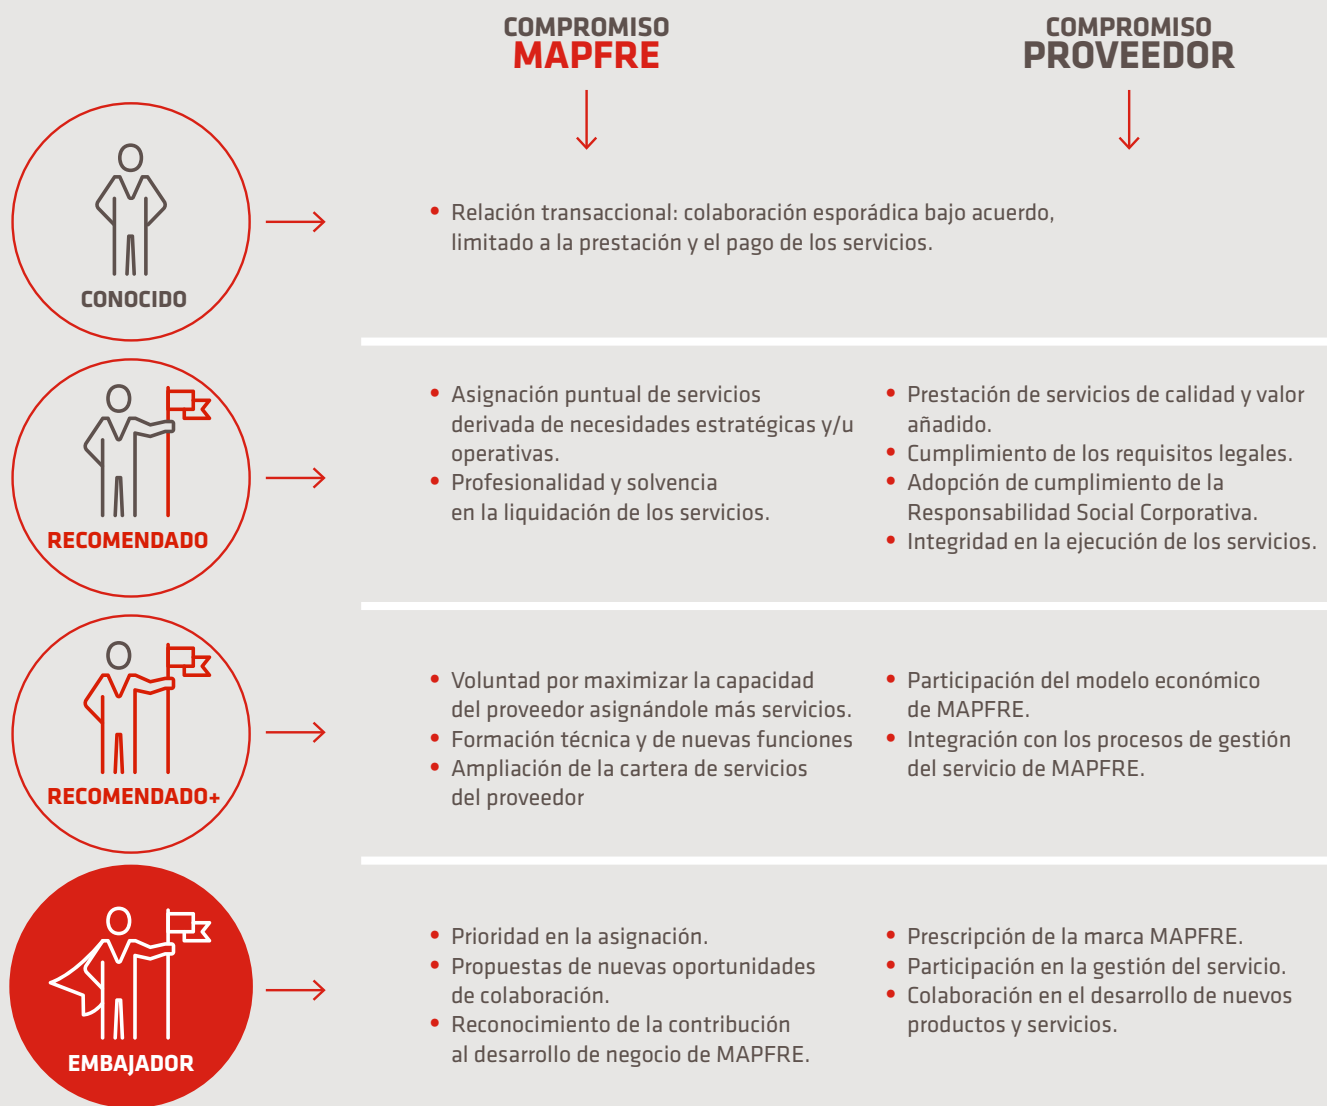 COMPROMISO
MAPFRE
COMPROMISO
PROVEEDOR
CONOCIDO
• Relación transaccional: colaboración esporádica bajo acuerdo,
limitado a la prestación y el pago de los servicios.
RECOMENDADO
• Asignación puntual de servicios
derivada de necesidades estratégicas y/u
operativas.
• Profesionalidad y solvencia
en la liquidación de los servicios.
• Prestación de servicios de calidad y valor
añadido.
• Cumplimiento de los requisitos legales.
• Adopción de cumplimiento de la
Responsabilidad Social Corporativa.
• Integridad en la ejecución de los servicios.
RECOMENDADO+
• Voluntad por maximizar la capacidad
del proveedor asignándole más servicios.
• Formación técnica y de nuevas funciones
• Ampliación de la cartera de servicios
del proveedor
• Participación del modelo económico
de MAPFRE.
• Integración con los procesos de gestión
del servicio de MAPFRE.
EMBAJADOR
• Prioridad en la asignación.
• Propuestas de nuevas oportunidades
de colaboración.
• Reconocimiento de la contribución
al desarrollo de negocio de MAPFRE.
• Prescripción de la marca MAPFRE.
• Participación en la gestión del servicio.
• Colaboración en el desarrollo de nuevos
productos y servicios.